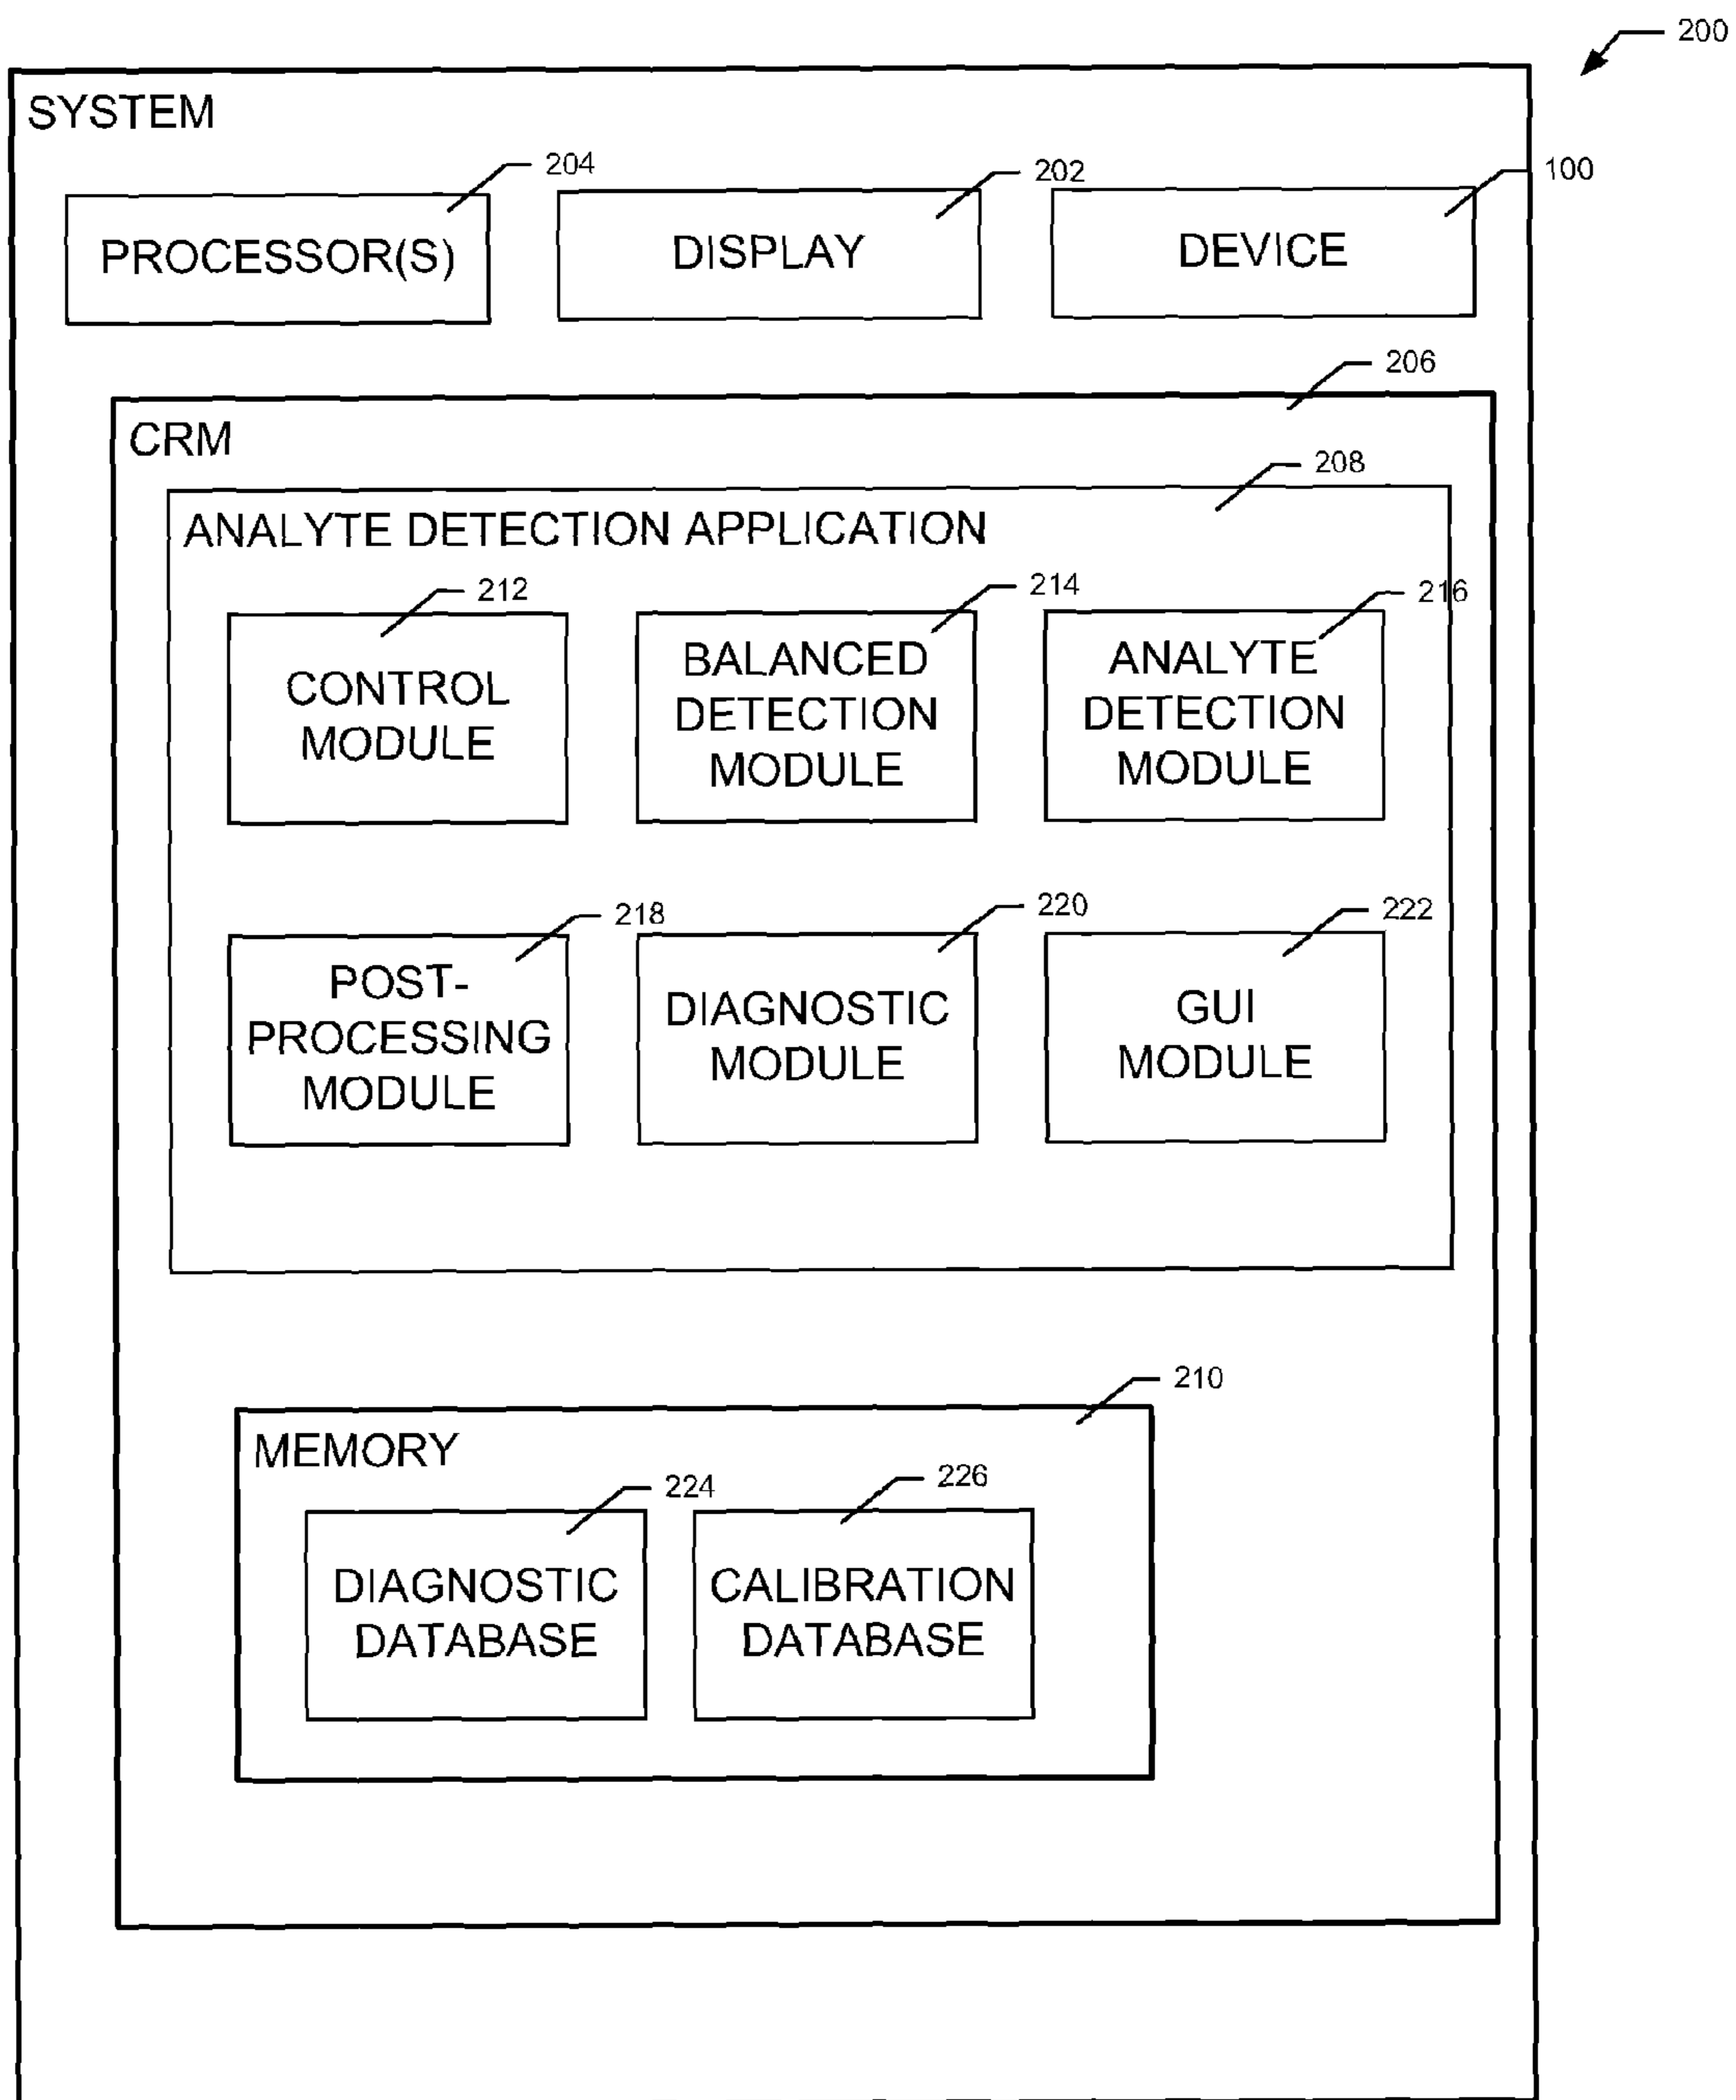 200
SYSTEM
204
202
100
PROCESSOR(S)
DISPLAY
DEVICE
206
CRM
208
ANALYTE DETECTION APPLICATION
212
214
216
CONTROL
MODULE
BALANCED
DETECTION
MODULE
ANALYTE
DETECTION
MODULE
218
220
222
POST-
PROCESSING
MODULE
DIAGNOSTIC
MODULE
GUI
MODULE
210
MEMORY
224
226
DIAGNOSTIC
DATABASE
CALIBRATION
DATABASE